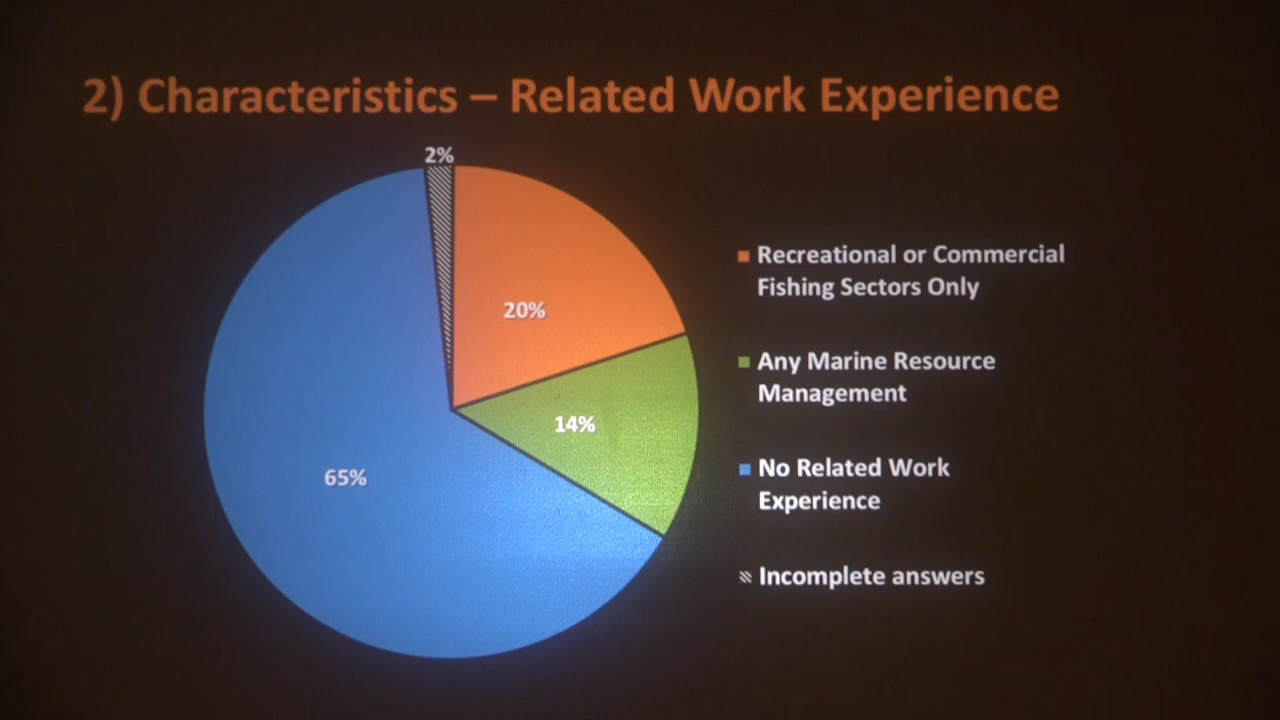 2) Characteristics – Related Work Experience
2%
20%
14%
65%
Recreational or Commercial
Fishing Sectors Only
Any Marine Resource
Management
No Related Work
Experience
Incomplete answers